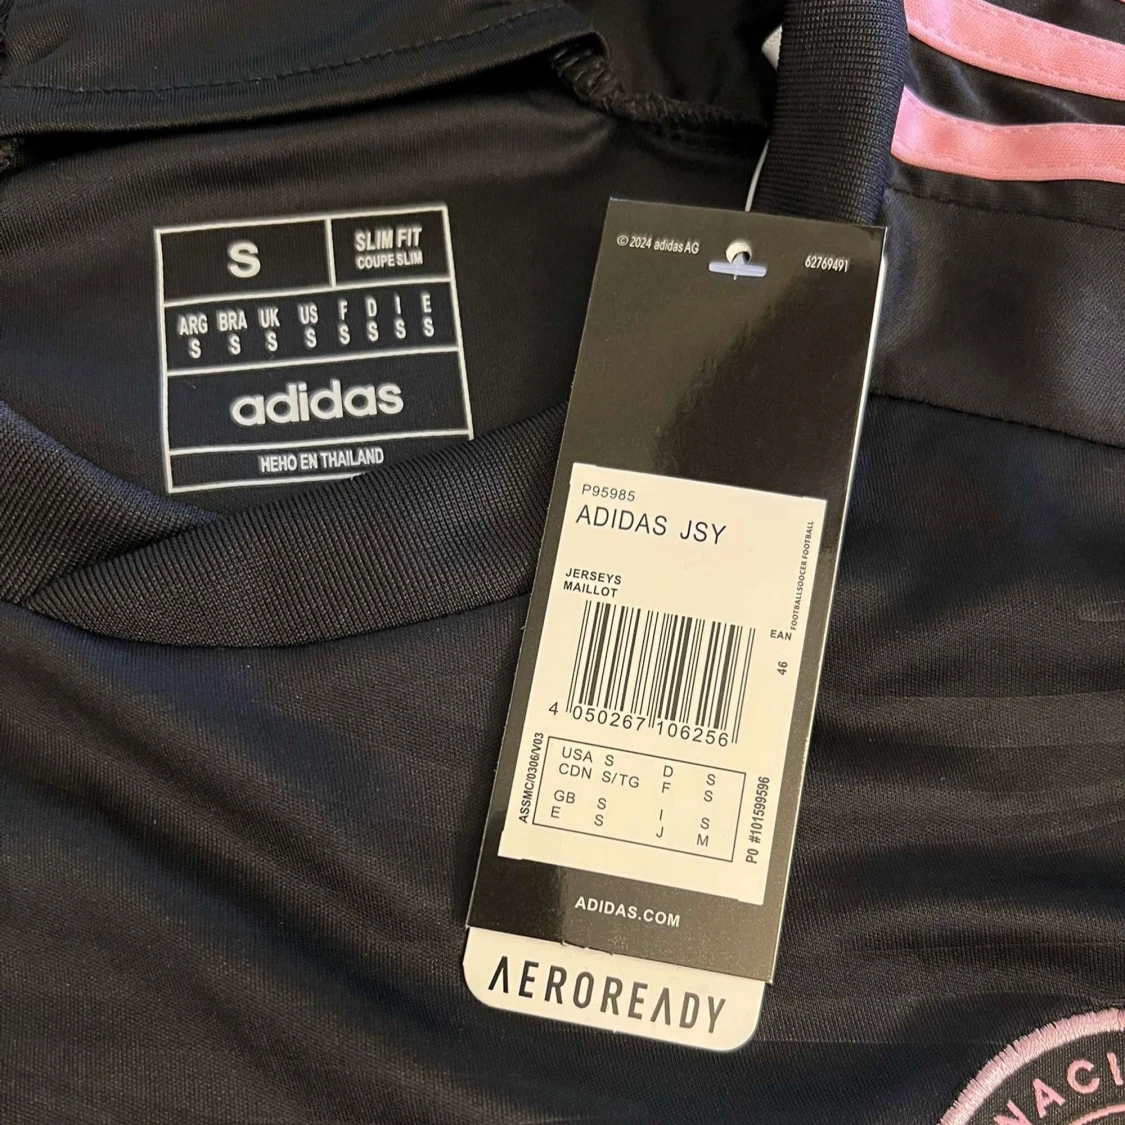 S
SLIM FIT
COUPE SLIM
ARG BRA UK US F D I E
S S S S S S S S
adidas
HEHO EN THAILAND
© 2024 adidas AG
62769491
P95985
ADIDAS JSY
FOOTBALLSOCCER FOOTBALL
JERSEYS
MAILLOT
EAN
46
4 050267 106256
ASSMC/0306/V03
USA S D S
CDN S/TG F S
GB S I S
E S J M
PO #101599596
ADIDAS.COM
AEROREADY
NACI